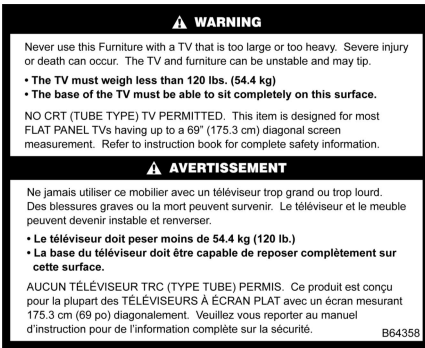 WARNING
Never use this Furniture with a TV that is too large or too heavy. Severe injury
or death can occur. The TV and furniture can be unstable and may tip.
• The TV must weigh less than 120 lbs. (54.4 kg)
• The base of the TV must be able to sit completely on this surface.
NO CRT (TUBE TYPE) TV PERMITTED. This item is designed for most
FLAT PANEL TVs having up to a 69" (175.3 cm) diagonal screen
measurement. Refer to instruction book for complete safety information.
AVERTISSEMENT
Ne jamais utiliser ce mobilier avec un téléviseur trop grand ou trop lourd.
Des blessures graves ou la mort peuvent survenir. Le téléviseur et le meuble
peuvent devenir instable et renverser.
• Le téléviseur doit peser moins de 54.4 kg (120 lb.)
• La base du téléviseur doit être capable de reposer complètement sur
cette surface.
AUCUN TÉLÉVISEUR TRC (TYPE TUBE) PERMIS. Ce produit est conçu
pour la plupart des TÉLÉVISEURS À ÉCRAN PLAT avec un écran mesurant
175.3 cm (69 po) diagonalement. Veuillez vous reporter au manuel
d'instruction pour de l'information complète sur la sécurité.
B64358